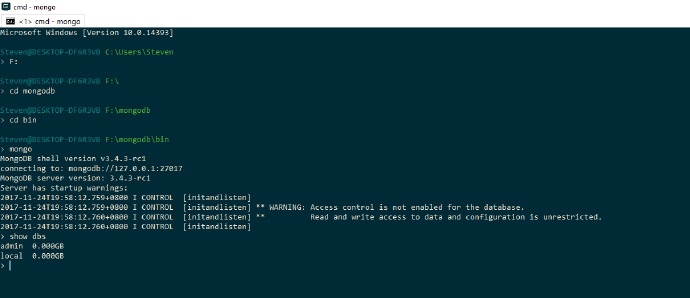 cmd - mongo
<1> cmd - mongo
Microsoft Windows [Version 10.0.14393]
Steven@DESKTOP-DF6R3VB C:\Users\Steven
> F:
Steven@DESKTOP-DF6R3VB F:\
> cd mongodb
Steven@DESKTOP-DF6R3VB F:\mongodb
> cd bin
Steven@DESKTOP-DF6R3VB F:\mongodb\bin
> mongo
MongoDB shell version v3.4.3-rc1
connecting to: mongodb://127.0.0.1:27017
MongoDB server version: 3.4.3-rc1
Server has startup warnings:
2017-11-24T19:58:12.759+0800 I CONTROL  [initandlisten]
2017-11-24T19:58:12.759+0800 I CONTROL  [initandlisten] ** WARNING: Access control is not enabled for the database.
2017-11-24T19:58:12.760+0800 I CONTROL  [initandlisten] **          Read and write access to data and configuration is unrestricted.
2017-11-24T19:58:12.760+0800 I CONTROL  [initandlisten]
> show dbs
admin  0.000GB
local  0.000GB
>